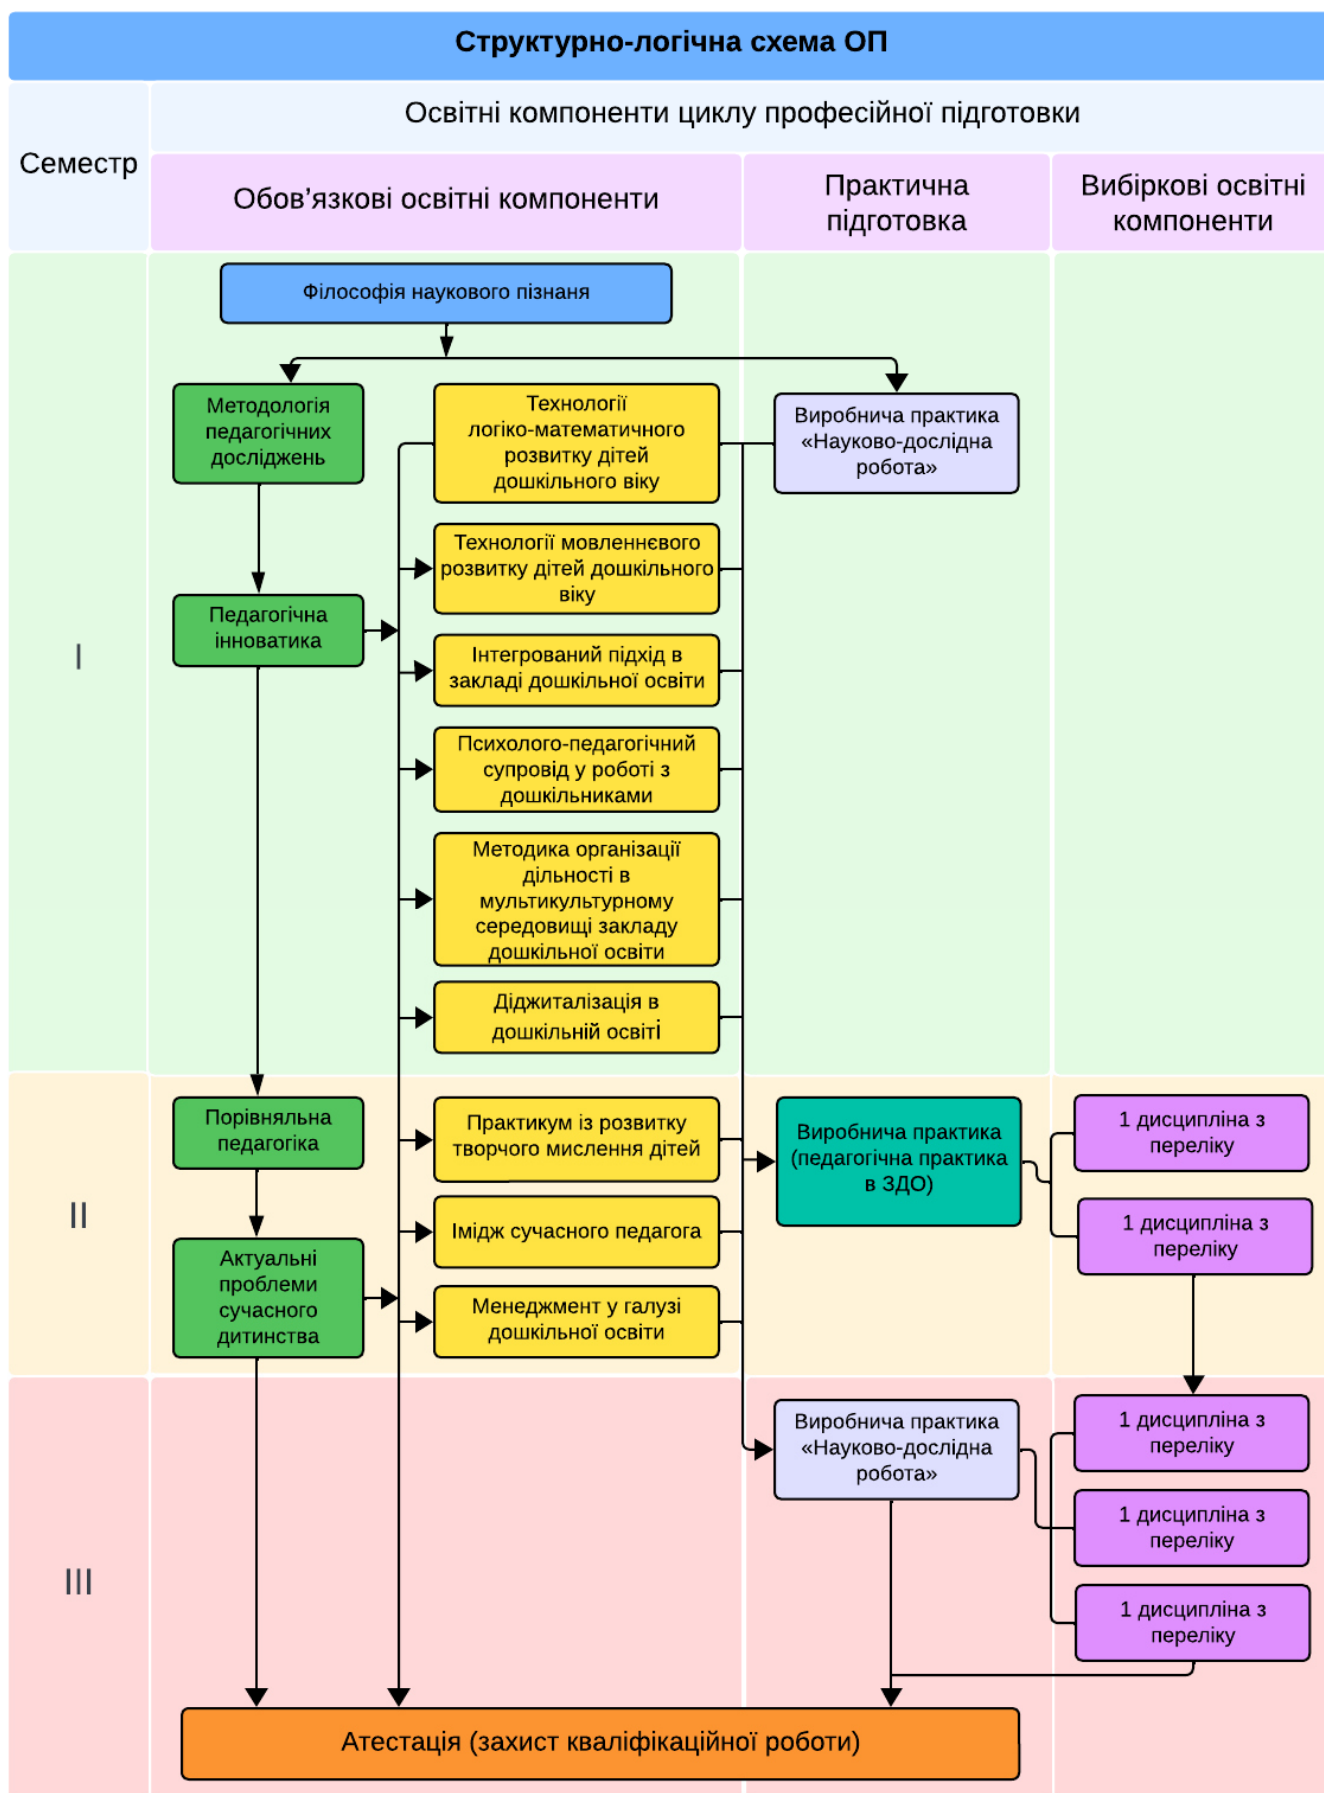 Структурно-логічна схема ОП
Семестр
Освітні компоненти циклу професійної підготовки
Обов’язкові освітні компоненти
Практична
підготовка
Вибіркові освітні
компоненти
I
Філософія наукового пізнаня
Методологія
педагогічних
досліджень
Технології
логіко-математичного
розвитку дітей
дошкільного віку
Виробнича практика
«Науково-дослідна
робота»
Технології мовленнєвого
розвитку дітей дошкільного
віку
Педагогічна
інноватика
Інтегрований підхід в
закладі дошкільної освіти
Психолого-педагогічний
супровід у роботі з
дошкільниками
Методика організації
дільності в
мультикультурному
середовищі закладу
дошкільної освіти
Діджиталізація в
дошкільній освіті
II
Порівняльна
педагогіка
Практикум із розвитку
творчого мислення дітей
Виробнича практика
(педагогічна практика
в ЗДО)
1 дисципліна з
переліку
1 дисципліна з
переліку
Імідж сучасного педагога
Актуальні
проблеми
сучасного
дитинства
Менеджмент у галузі
дошкільної освіти
III
Виробнича практика
«Науково-дослідна
робота»
1 дисципліна з
переліку
1 дисципліна з
переліку
1 дисципліна з
переліку
Атестація (захист кваліфікаційної роботи)